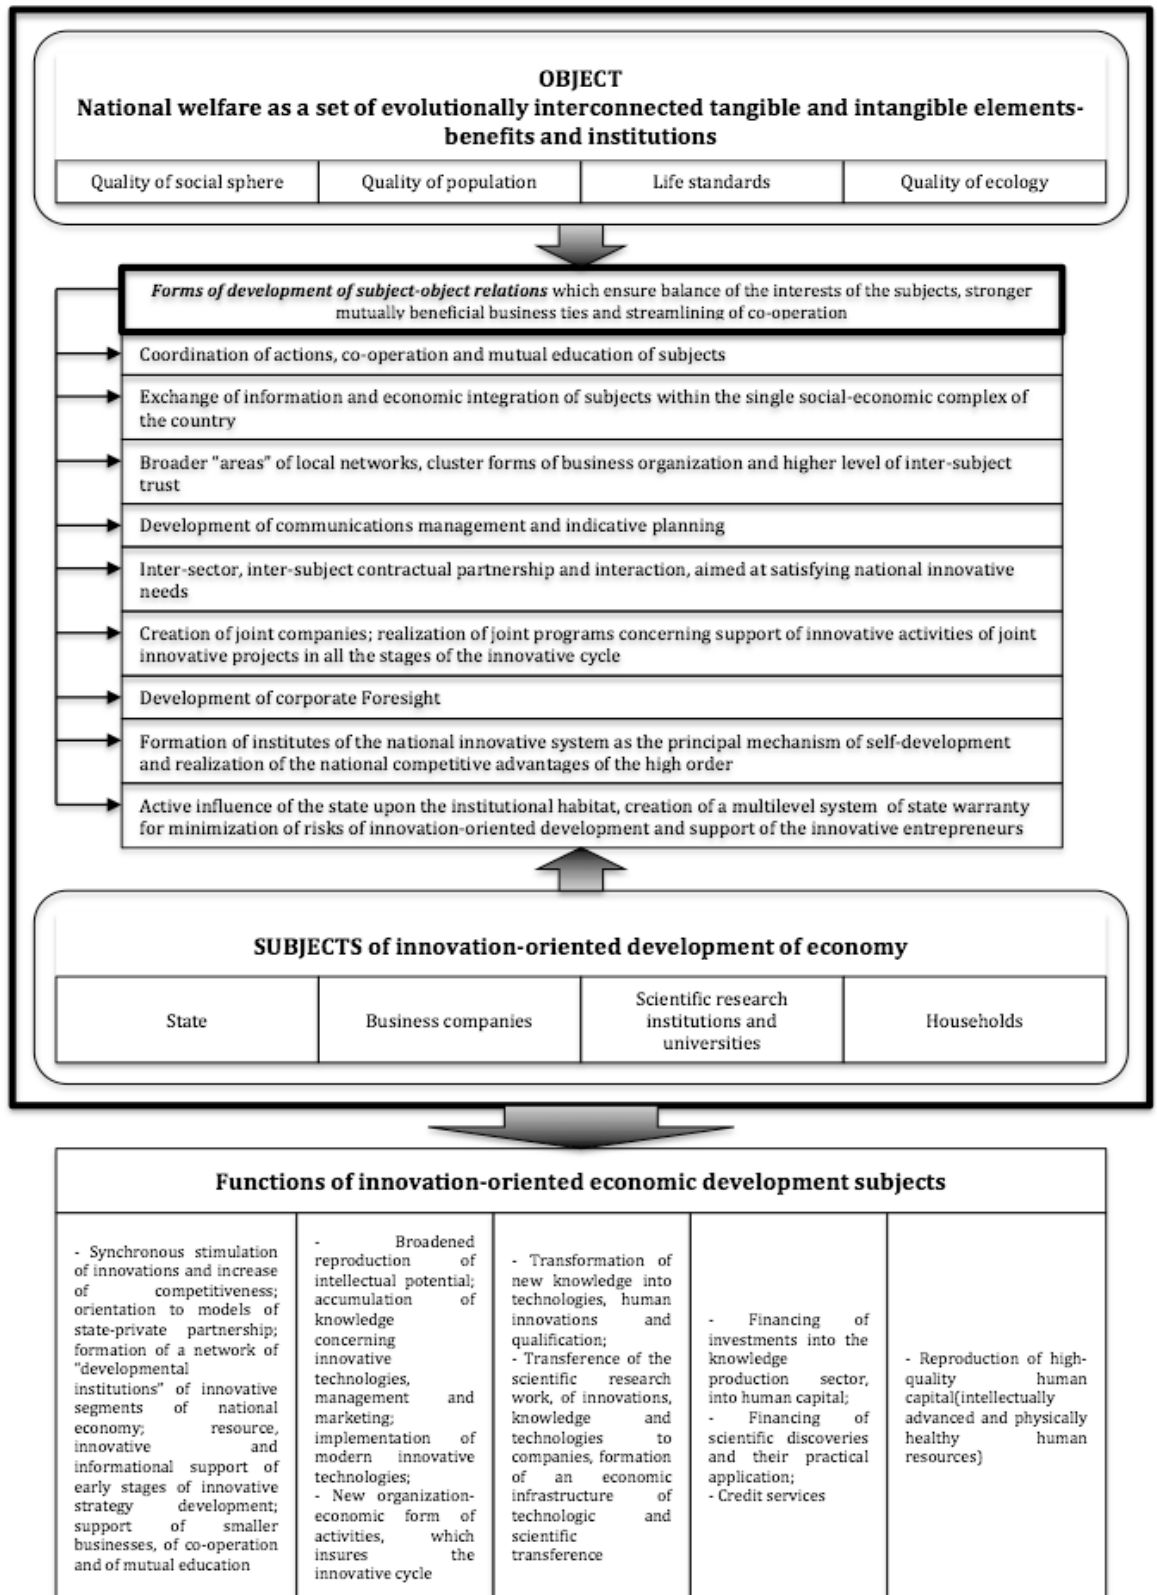 OBJECT
National welfare as a set of evolutionally interconnected tangible and intangible elements-
benefits and institutions
Quality of social sphere
Quality of population
Life standards
Quality of ecology
Forms of development of subject-object relations which ensure balance of the interests of the subjects, stronger
mutually beneficial business ties and streamlining of co-operation
Coordination of actions, co-operation and mutual education of subjects
Exchange of information and economic integration of subjects within the single social-economic complex of
the country
Broader "areas" of local networks, cluster forms of business organization and higher level of inter-subject
trust
Development of communications management and indicative planning
Inter-sector, inter-subject contractual partnership and interaction, aimed at satisfying national innovative
needs
Creation of joint companies; realization of joint programs concerning support of innovative activities of joint
innovative projects in all the stages of the innovative cycle
Development of corporate Foresight
Formation of institutes of the national innovative system as the principal mechanism of self-development
and realization of the national competitive advantages of the high order
Active influence of the state upon the institutional habitat, creation of a multilevel system of state warranty
for minimization of risks of innovation-oriented development and support of the innovative entrepreneurs
SUBJECTS of innovation-oriented development of economy
State
Business companies
Scientific research
institutions and
universities
Households
Functions of innovation-oriented economic development subjects
- Synchronous stimulation
of innovations and increase
of competitiveness;
orientation to models of
state-private partnership;
formation of a network of
"developmental
institutions" of innovative
segments of national
economy; resource,
innovative and
informational support of
early stages of innovative
strategy development;
support of smaller
businesses, of co-operation
and of mutual education
- Broadened
reproduction of
intellectual potential;
accumulation of
knowledge
concerning
innovative
technologies,
management and
marketing;
implementation of
modern innovative
technologies;
- New organization-
economic form of
activities, which
insures the
innovative cycle
- Transformation of
new knowledge into
technologies, human
innovations and
qualification;
- Transference of the
scientific research
work, of innovations,
knowledge and
technologies to
companies, formation
of an economic
infrastructure of
technologic and
scientific
transference
- Financing of
investments into the
knowledge
production sector,
into human capital;
- Financing of
scientific discoveries
and their practical
application;
- Credit services
- Reproduction of high-
quality human
capital(intellectually
advanced and physically
healthy human
resources)